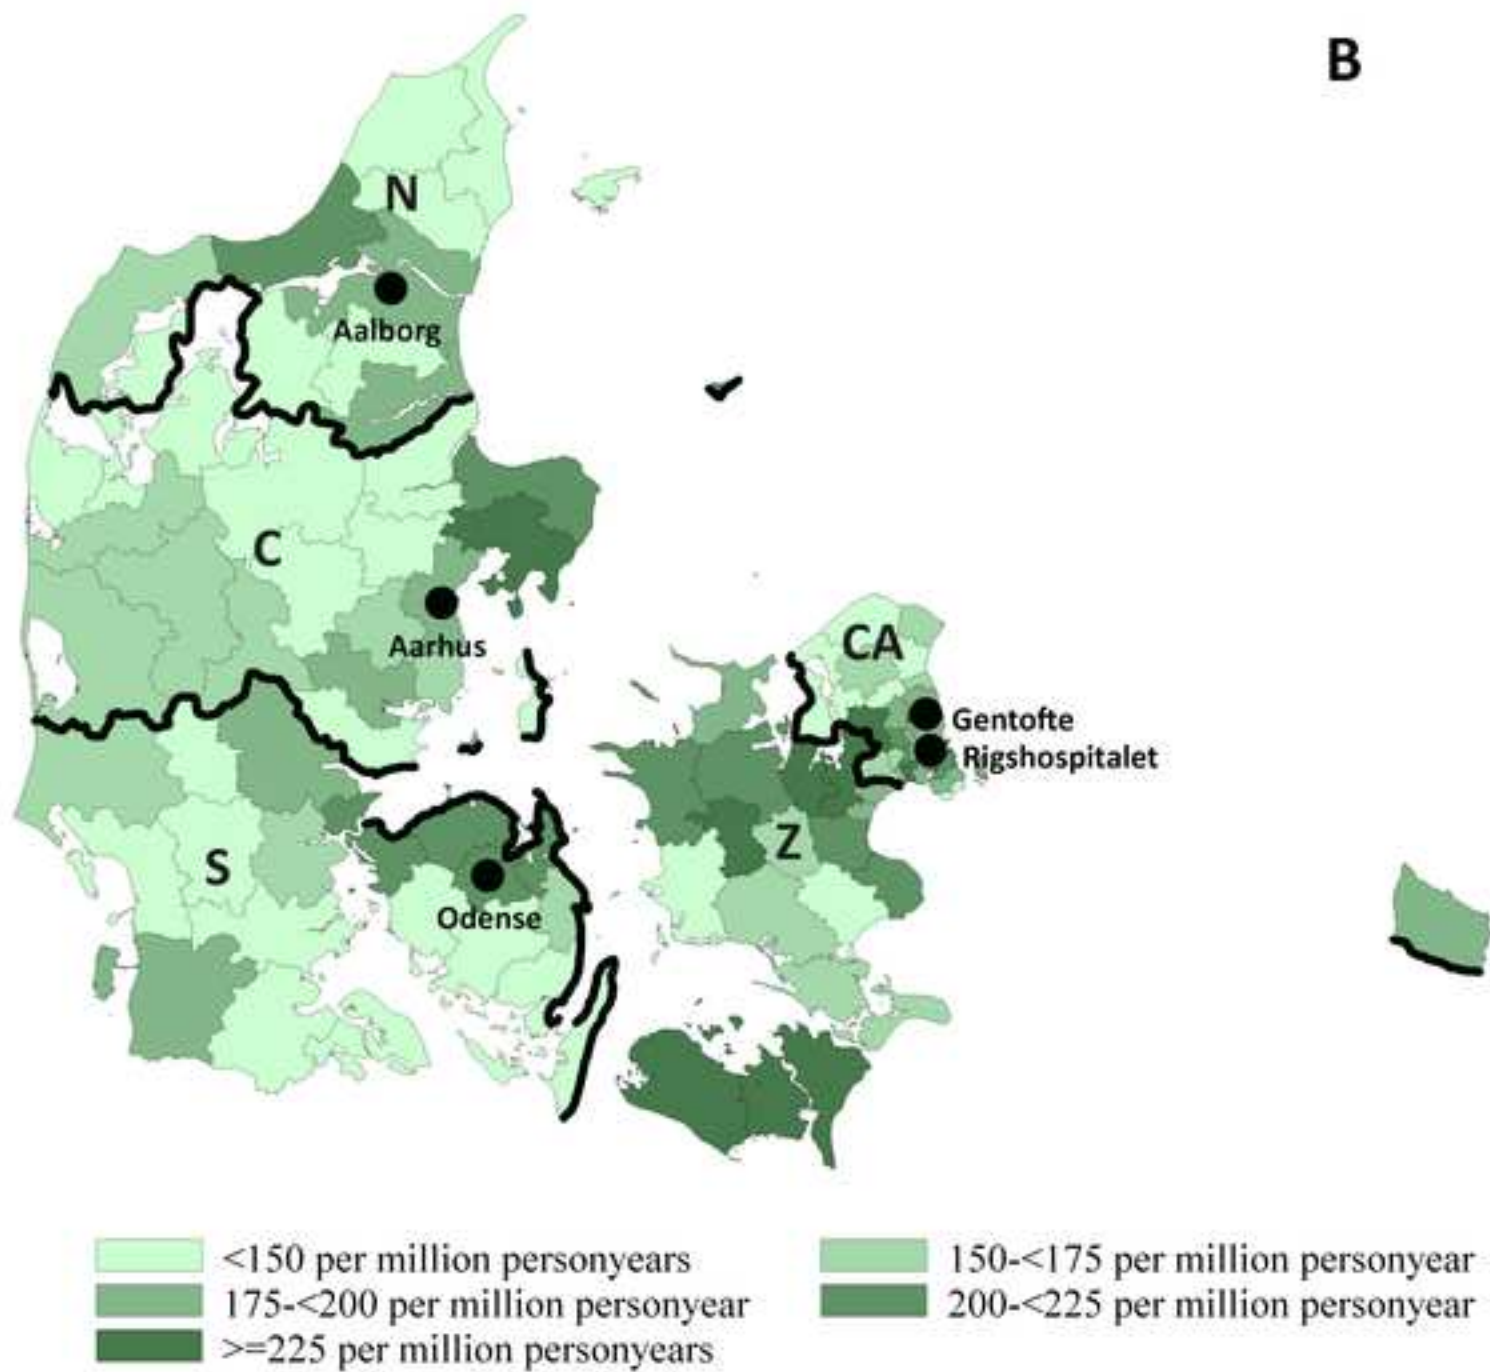 B
N
Aalborg
C
Aarhus
CA
Gentofte
Rigshospitalet
Z
S
Odense
<150 per million personyears
150-<175 per million personyear
175-<200 per million personyear
200-<225 per million personyear
>=225 per million personyears